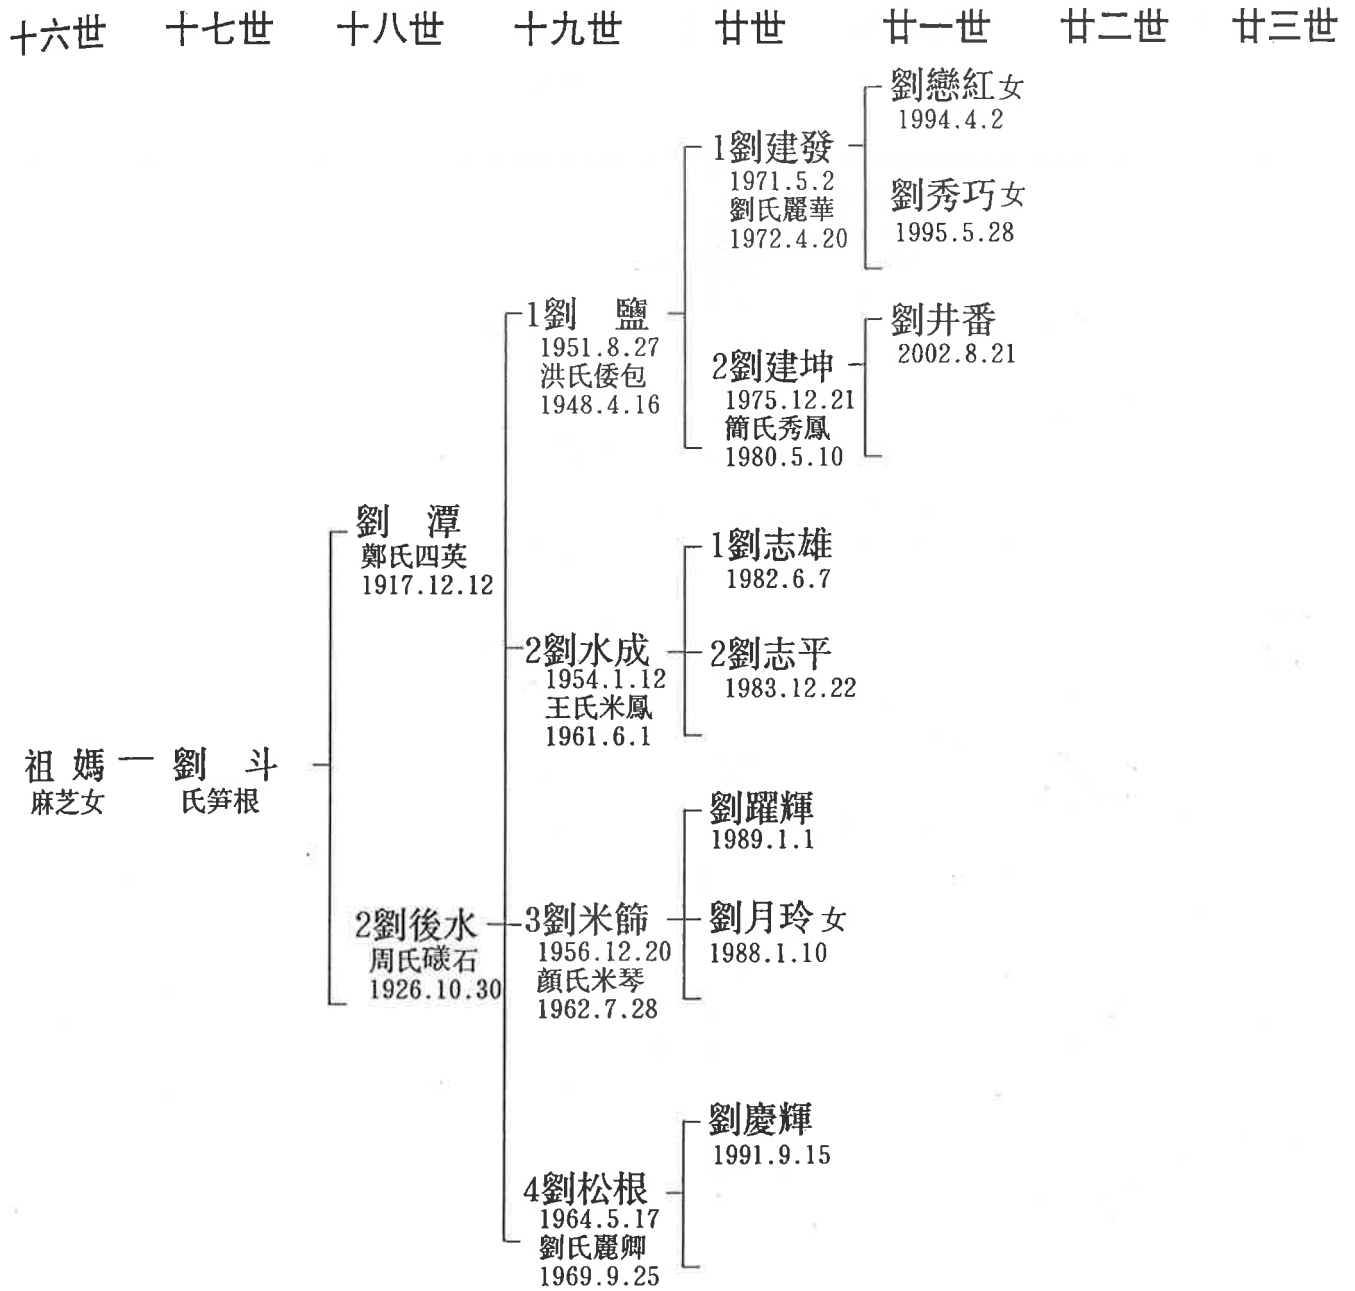 十六世 十七世 十八世 十九世 廿世 廿一世 廿二世 廿三世
祖媽
麻芝女
劉　斗
氏笋根
劉　潭
鄭氏四英
1917.12.12
2劉後水
周氏礞石
1926.10.30
1劉　鹽
1951.8.27
洪氏倭包
1948.4.16
2劉水成
1954.1.12
王氏米鳳
1961.6.1
3劉米篩
1956.12.20
顏氏米琴
1962.7.28
4劉松根
1964.5.17
劉氏麗卿
1969.9.25
1劉建發
1971.5.2
劉氏麗華
1972.4.20
2劉建坤
1975.12.21
簡氏秀鳳
1980.5.10
1劉志雄
1982.6.7
2劉志平
1983.12.22
劉躍輝
1989.1.1
劉月玲女
1988.1.10
劉慶輝
1991.9.15
劉戀紅女
1994.4.2
劉秀巧女
1995.5.28
劉井番
2002.8.21